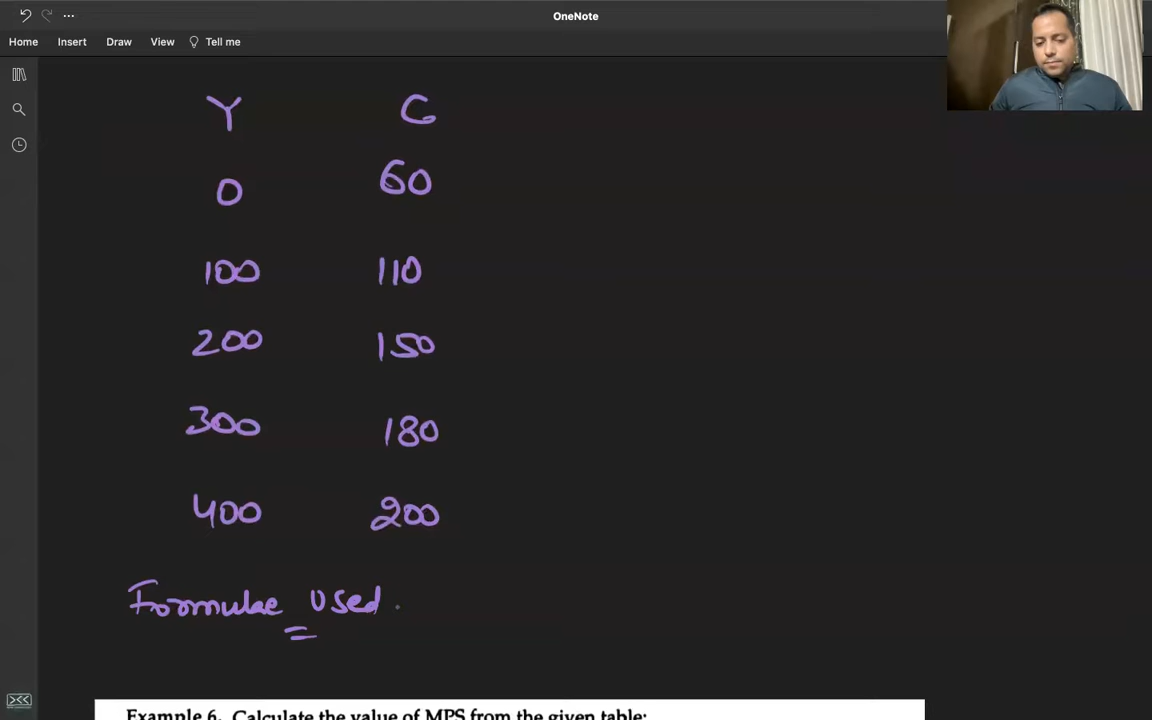 OneNote
Home Insert Draw View Tell me
Y C
0 60
100 110
200 150
300 180
400 200
Formulae Used
Example 6. Calculate the value of MPS from the given table: